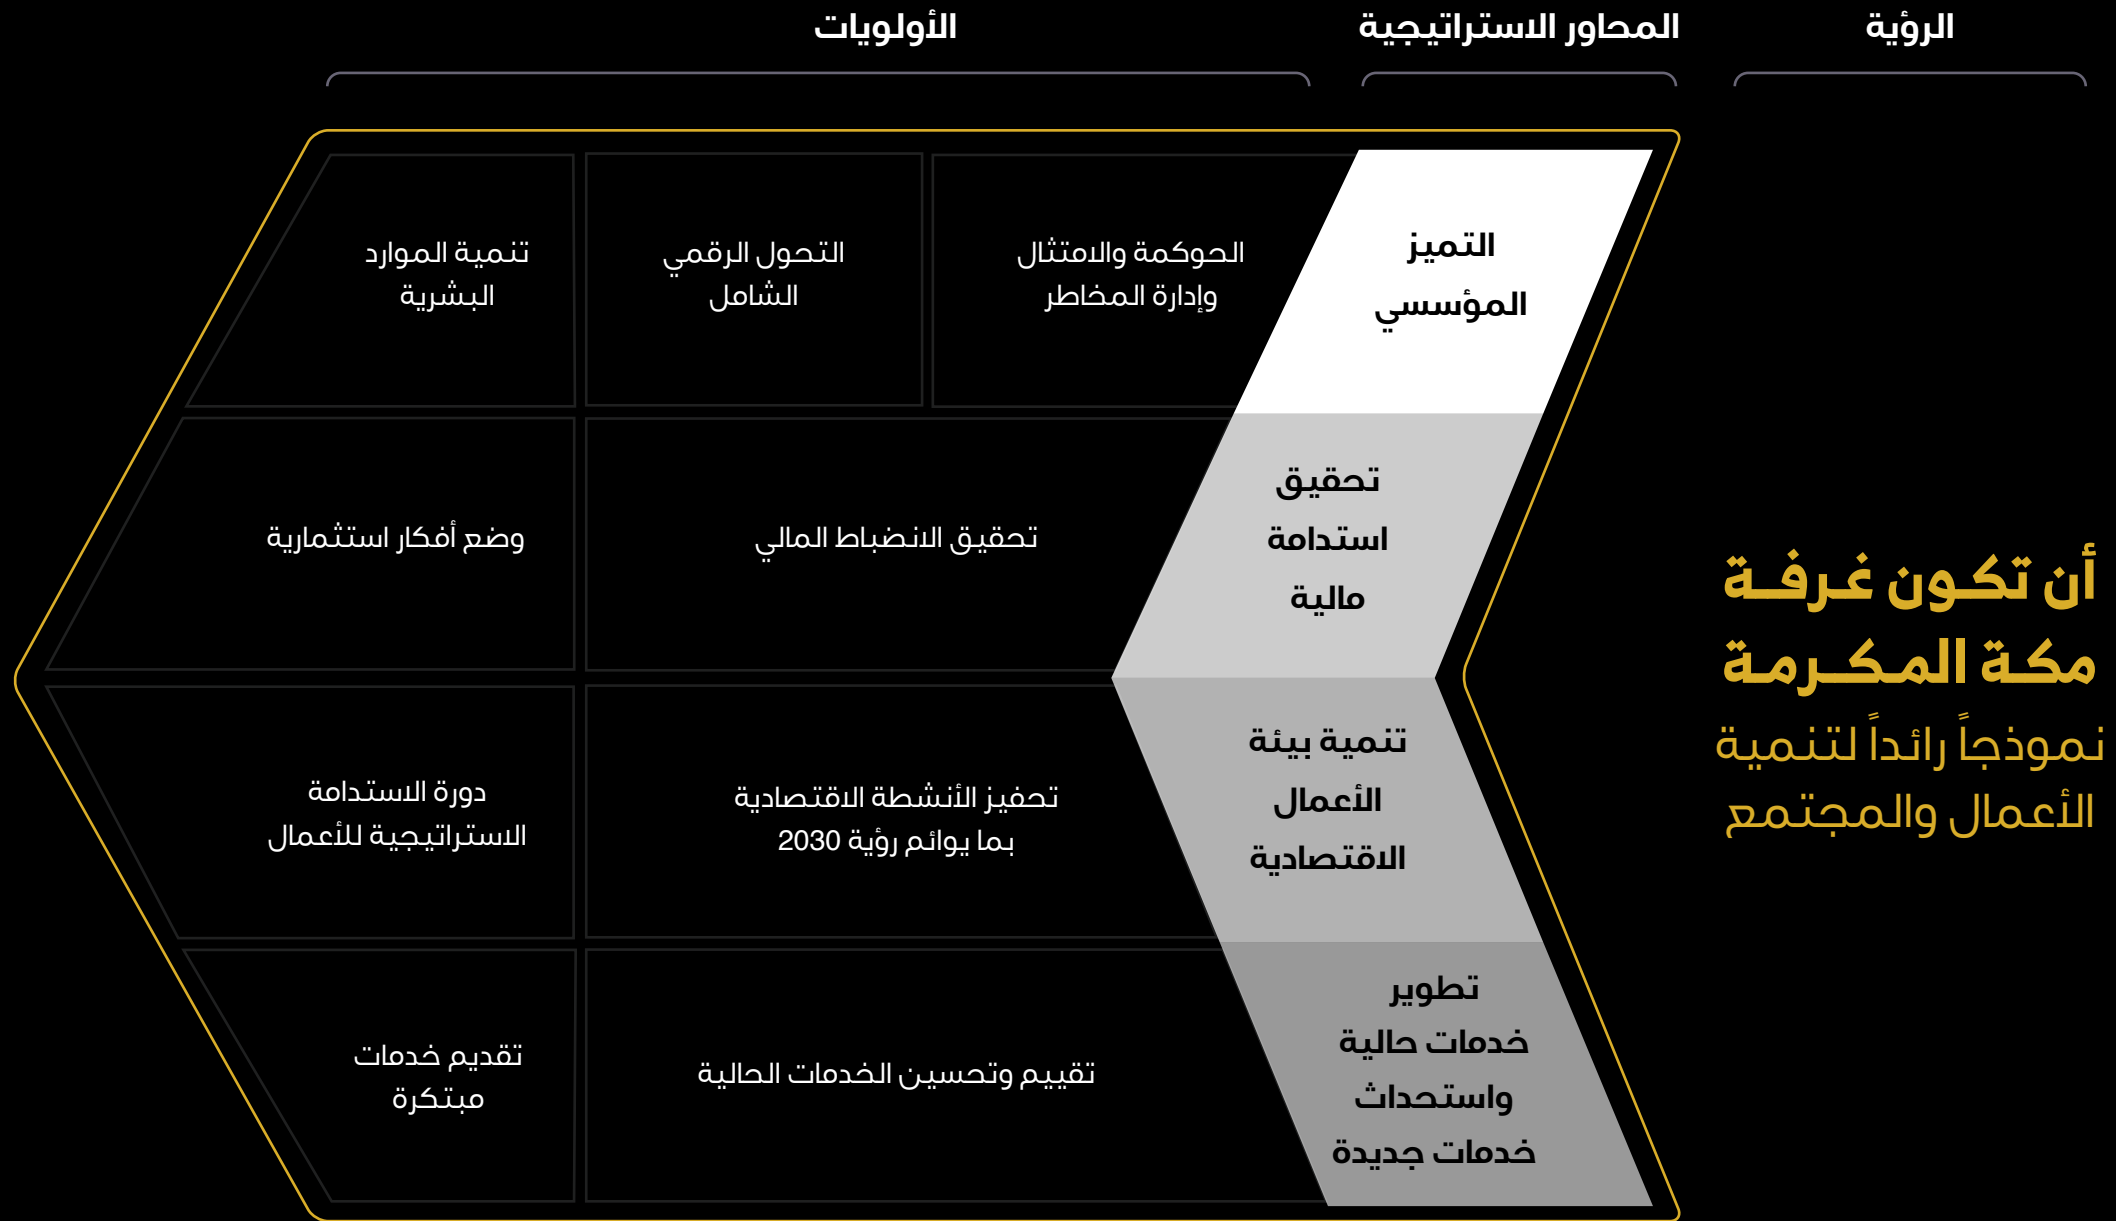 الرؤية
المحاور الاستراتيجية
الأولويات
أن تكون غرفة
مكة المكرمة
نموذجاً رائداً لتنمية
الأعمال والمجتمع
التميز
المؤسسي
الحوكمة والامتثال
وإدارة المخاطر
التحول الرقمي
الشامل
تنمية الموارد
البشرية
تحقيق
استدامة
مالية
تحقيق الانضباط المالي
وضع أفكار استثمارية
تنمية بيئة
الأعمال
الاقتصادية
تحفيز الأنشطة الاقتصادية
بما يوائم رؤية 2030
دورة الاستدامة
الاستراتيجية للأعمال
تطوير
خدمات حالية
واستحداث
خدمات جديدة
تقييم وتحسين الخدمات الحالية
تقديم خدمات
مبتكرة